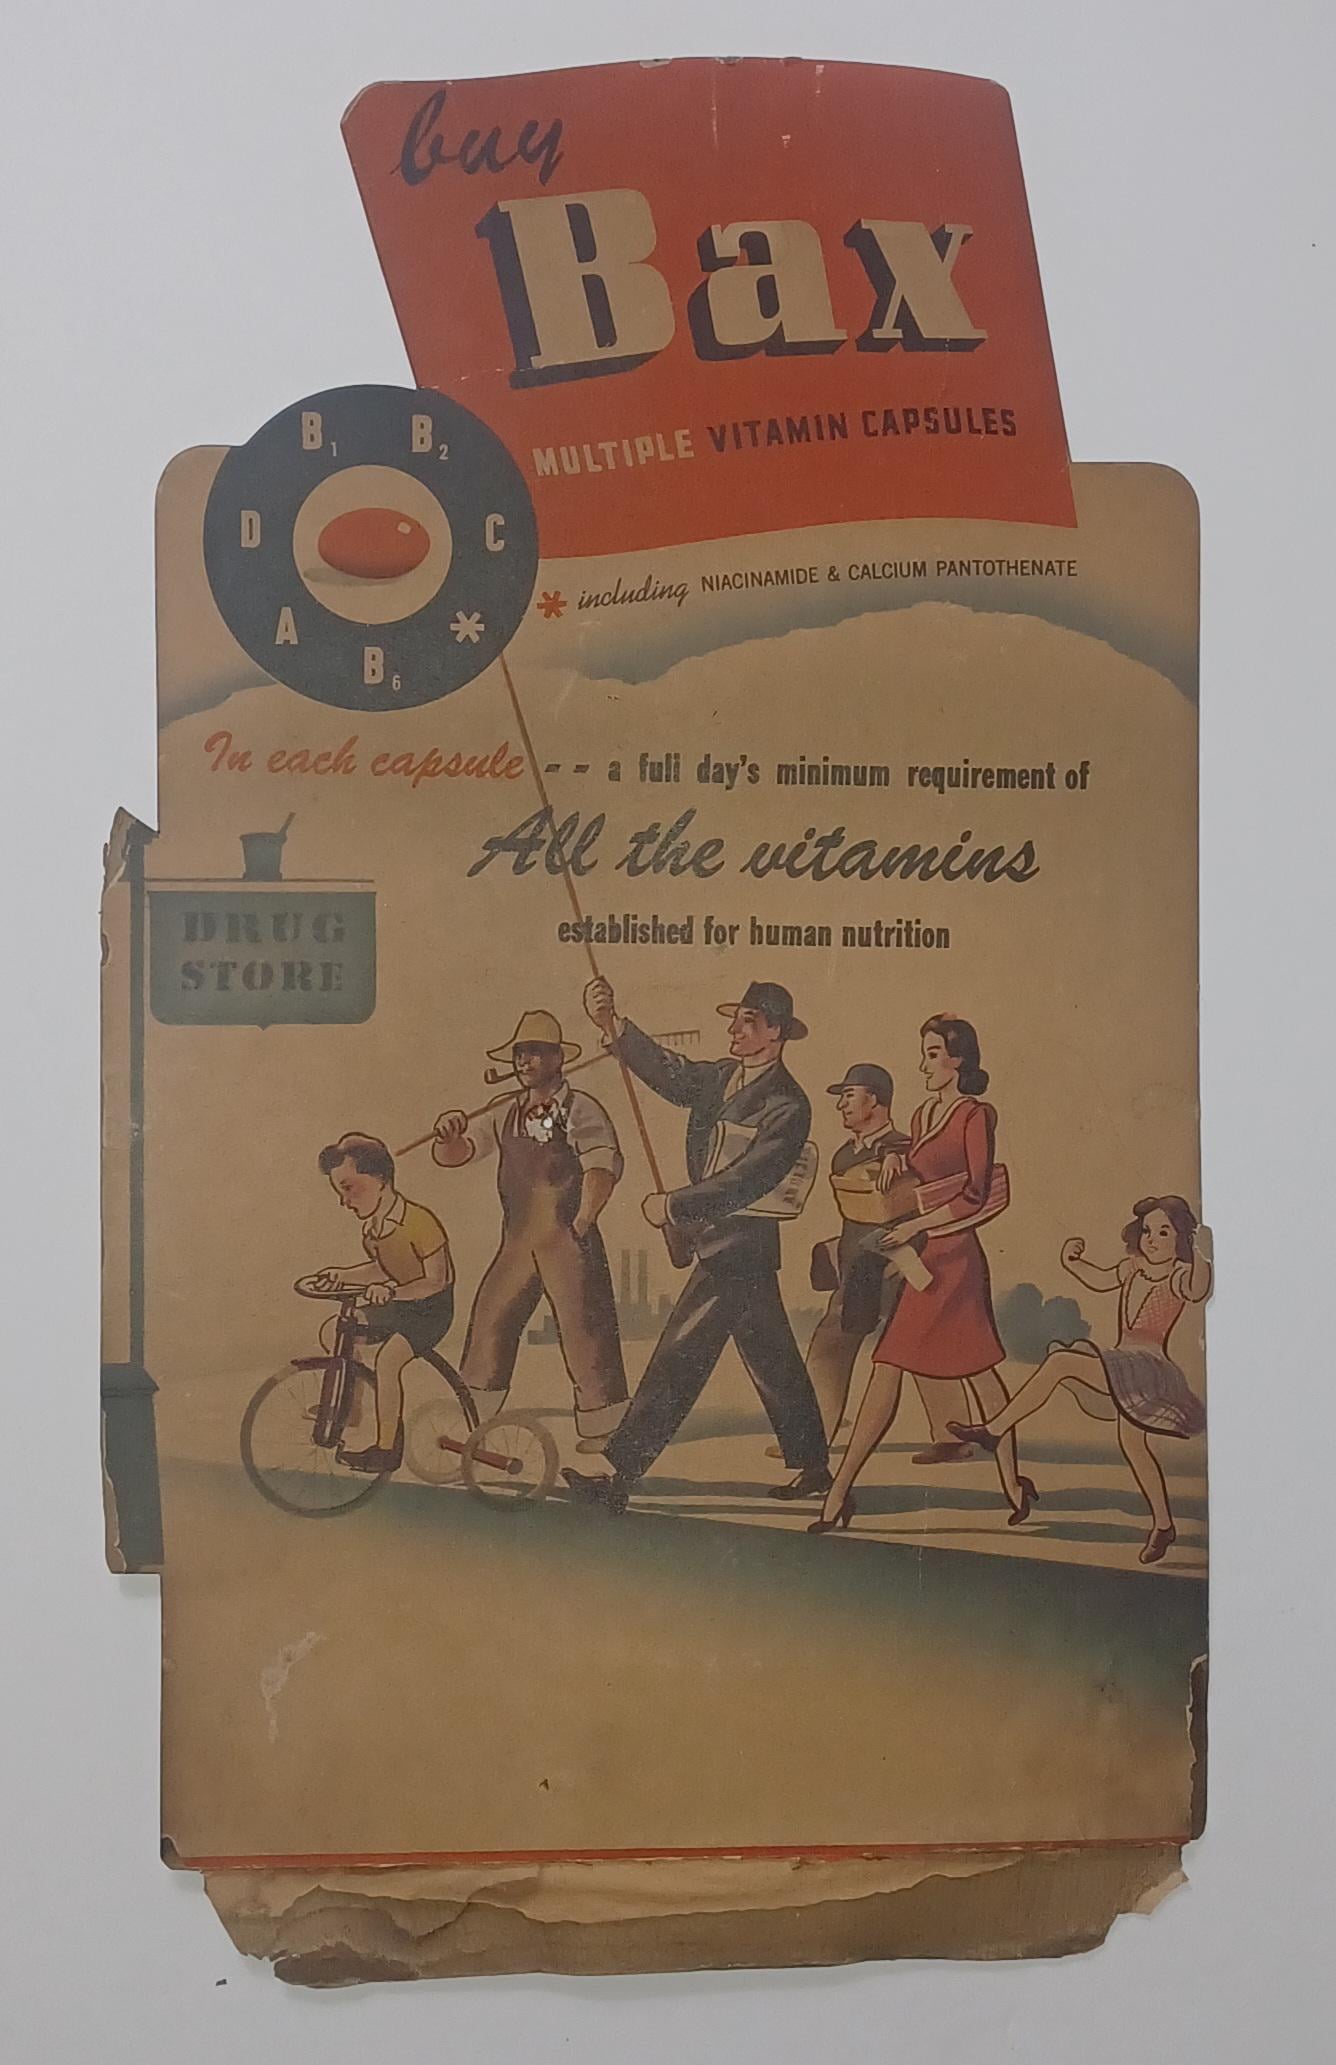 buy
Bax
MULTIPLE VITAMIN CAPSULES
B1 B2
D C
A *
B6
* including NIACINAMIDE & CALCIUM PANTOTHENATE
In each capsule -- a full day's minimum requirement of
All the vitamins
established for human nutrition
DRUG
STORE